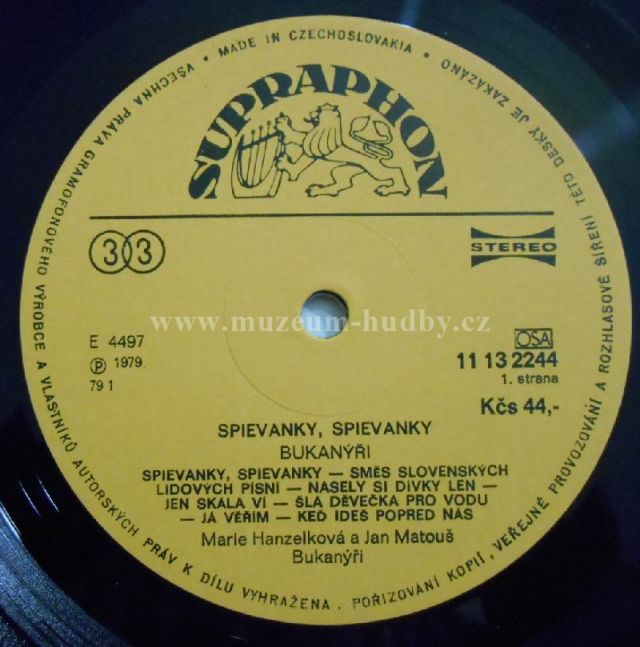 VŠECHNA PRÁVA GRAMOFONOVÉHO VÝROBCE A VLASTNÍKŮ AUTORSKÝCH PRÁV K DÍLU VYHRAŽENA · POŘIZOVÁNÍ KOPIÍ, VEŘEJNÉ PROVOZOVÁNÍ A ROZHLASOVÉ ŠÍŘENÍ TÉTO DESKY JE ZAKÁZÁNO · MADE IN CZECHOSLOVAKIA ·
SUPRAPHON
33
STEREO
www.muzeum-hudby.cz
E 4497
OSA
Ⓟ 1979
11 13 2244
79 1
1. strana
Kčs 44,-
SPIEVANKY, SPIEVANKY
BUKANÝŘI
SPIEVANKY, SPIEVANKY — SMĚS SLOVENSKÝCH
LIDOVÝCH PÍSNÍ — NASELY SI DÍVKY LEN —
JEN SKÁLA VÍ — ŠLA DĚVEČKA PRO VODU
— JÁ VĚŘÍM — KEĎ IDEŠ POPRED NÁS
Marie Hanzelková a Jan Matouš
Bukanýři